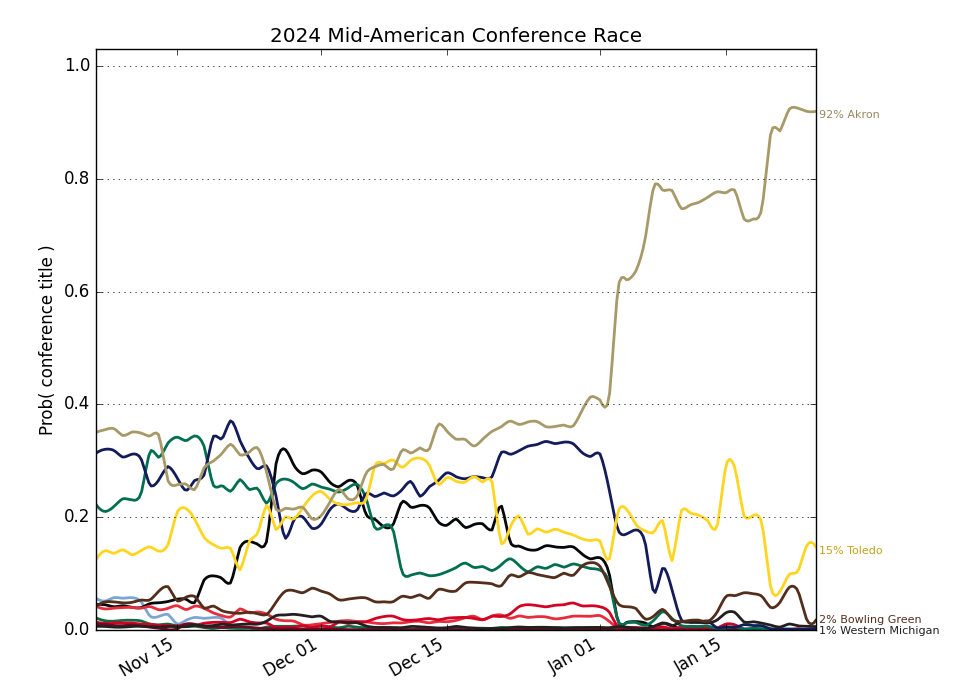 2024 Mid-American Conference Race
Prob( conference title )
1.0
0.8
0.6
0.4
0.2
0.0
Nov 15
Dec 01
Dec 15
Jan 01
Jan 15
92% Akron
15% Toledo
2% Bowling Green
1% Western Michigan